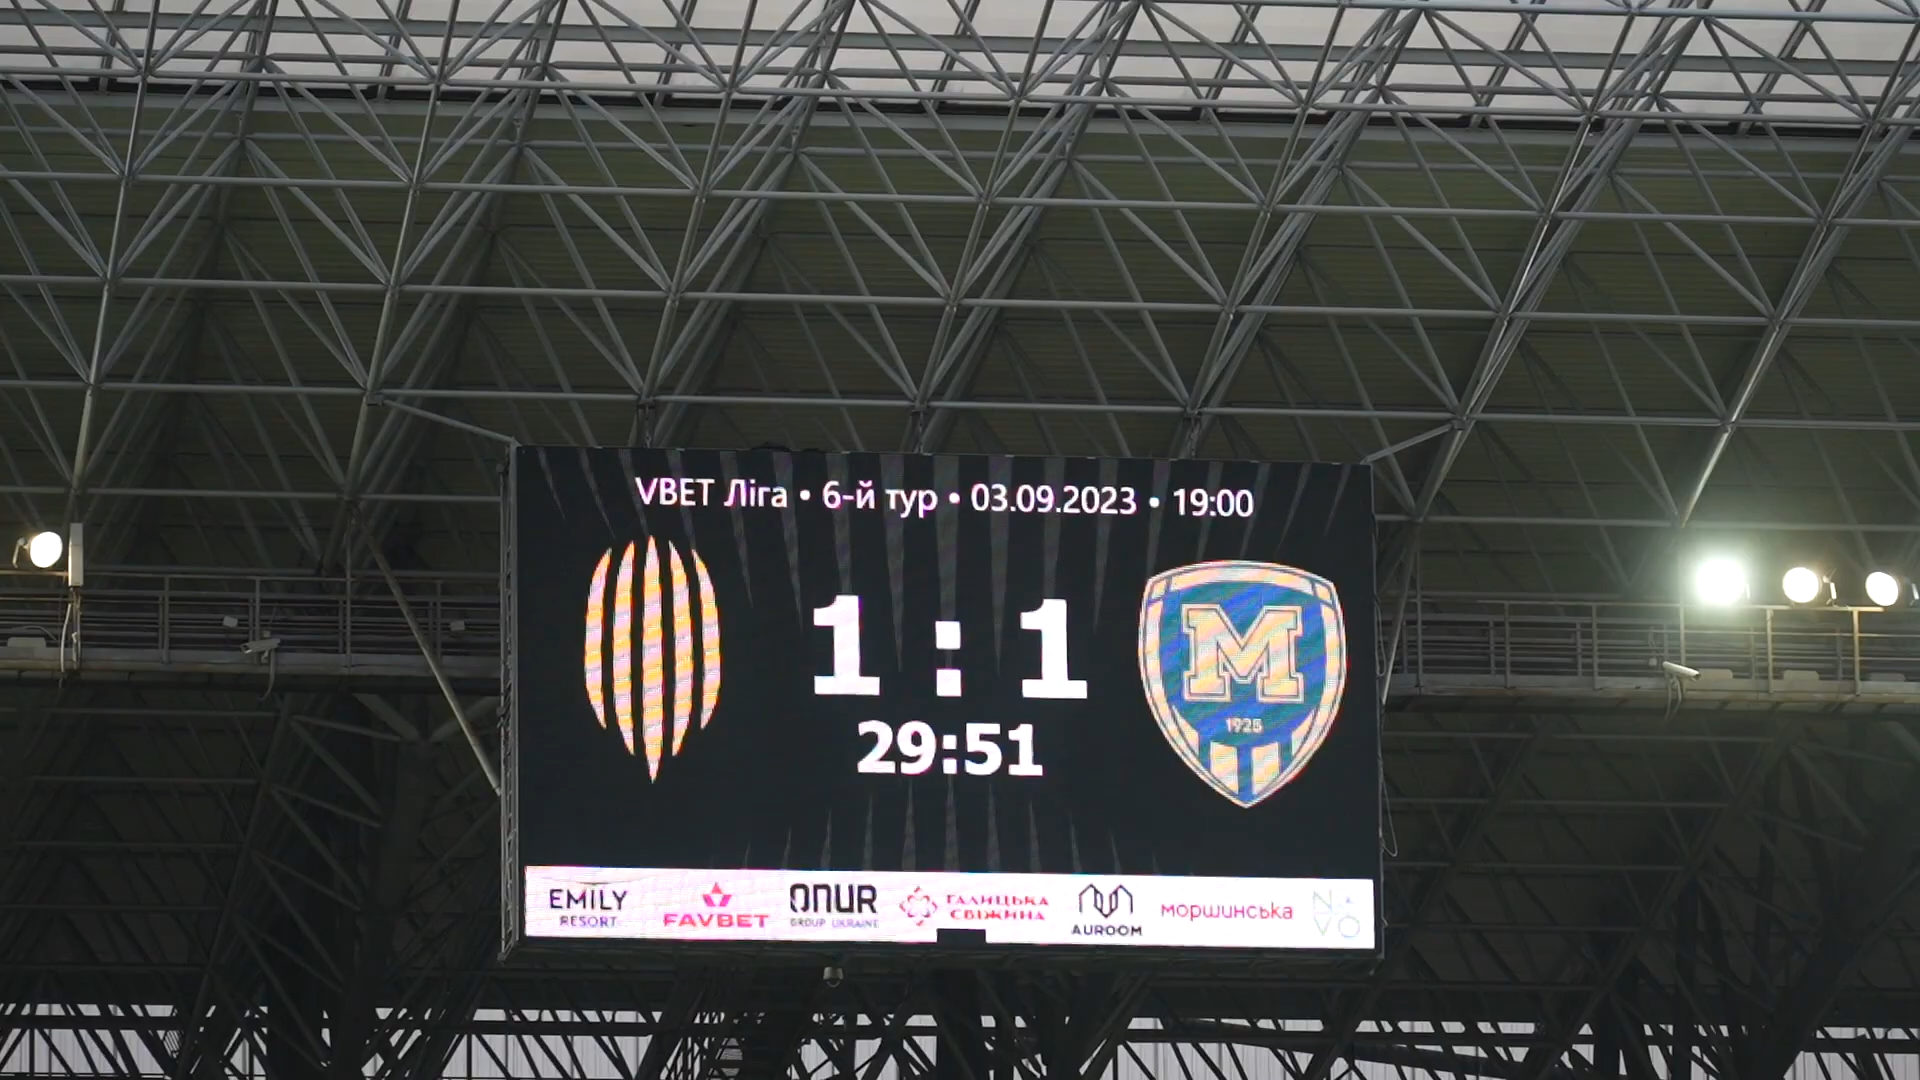 VBET Ліга • 6-й тур • 03.09.2023 • 19:00
1 : 1
M
1925
29:51
EMILY RESORT
FAVBET
ONUR GROUP UKRAINE
ГАЛИЦЬКА СВІЖИНА
AUROOM
моршинська